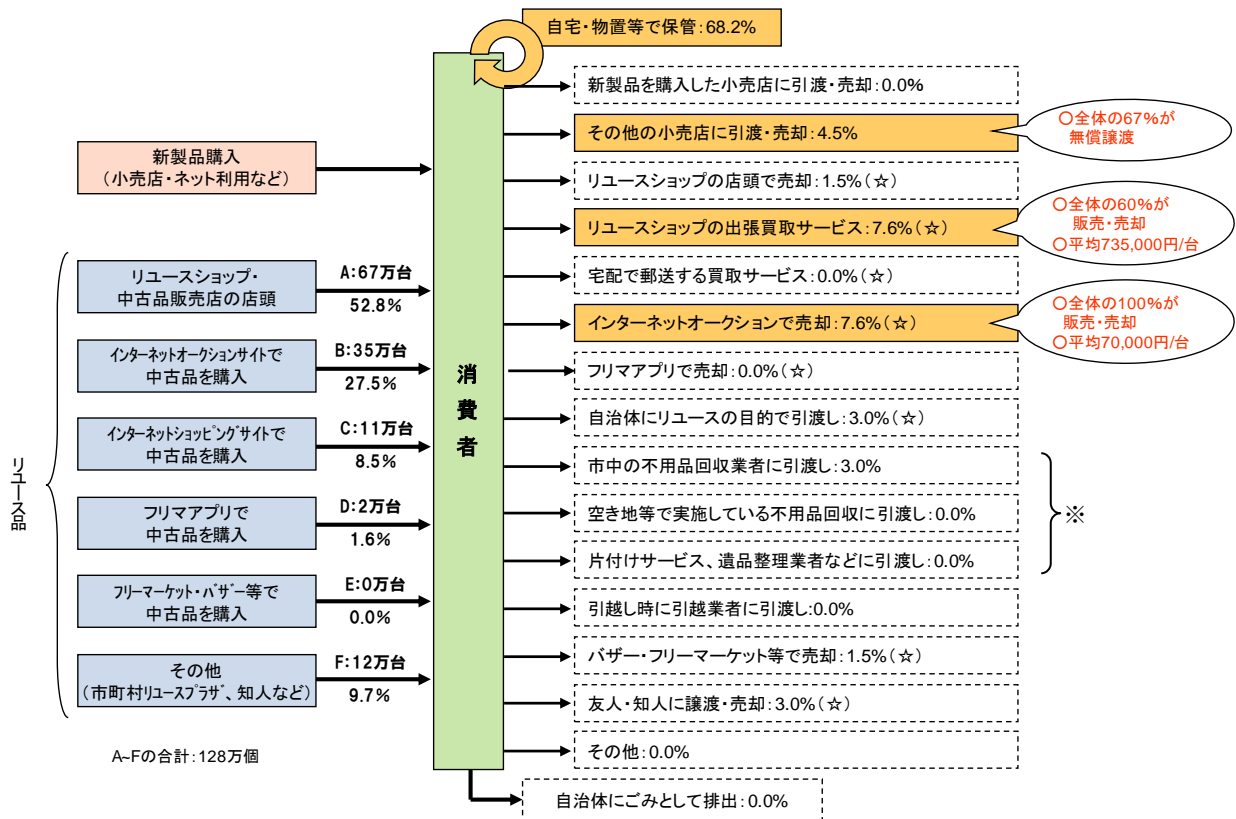 自宅・物置等で保管:68.2%
新製品購入
(小売店・ネット利用など)
リユース品
リユースショップ・
中古品販売店の店頭
A:67万台
52.8%
インターネットオークションサイトで
中古品を購入
B:35万台
27.5%
インターネットショッピングサイトで
中古品を購入
C:11万台
8.5%
フリマアプリで
中古品を購入
D:2万台
1.6%
フリーマーケット・バザー等で
中古品を購入
E:0万台
0.0%
その他
(市町村リユースプラザ、知人など)
F:12万台
9.7%
A~Fの合計:128万個
消費者
新製品を購入した小売店に引渡・売却:0.0%
その他の小売店に引渡・売却:4.5%
〇全体の67%が
無償譲渡
リユースショップの店頭で売却:1.5%(☆)
リユースショップの出張買取サービス:7.6%(☆)
〇全体の60%が
販売・売却
〇平均735,000円/台
宅配で郵送する買取サービス:0.0%(☆)
インターネットオークションで売却:7.6%(☆)
〇全体の100%が
販売・売却
〇平均70,000円/台
フリマアプリで売却:0.0%(☆)
自治体にリユースの目的で引渡し:3.0%(☆)
市中の不用品回収業者に引渡し:3.0%
空き地等で実施している不用品回収に引渡し:0.0%
片付けサービス、遺品整理業者などに引渡し:0.0%
※
引越し時に引越業者に引渡し:0.0%
バザー・フリーマーケット等で売却:1.5%(☆)
友人・知人に譲渡・売却:3.0%(☆)
その他:0.0%
自治体にごみとして排出:0.0%